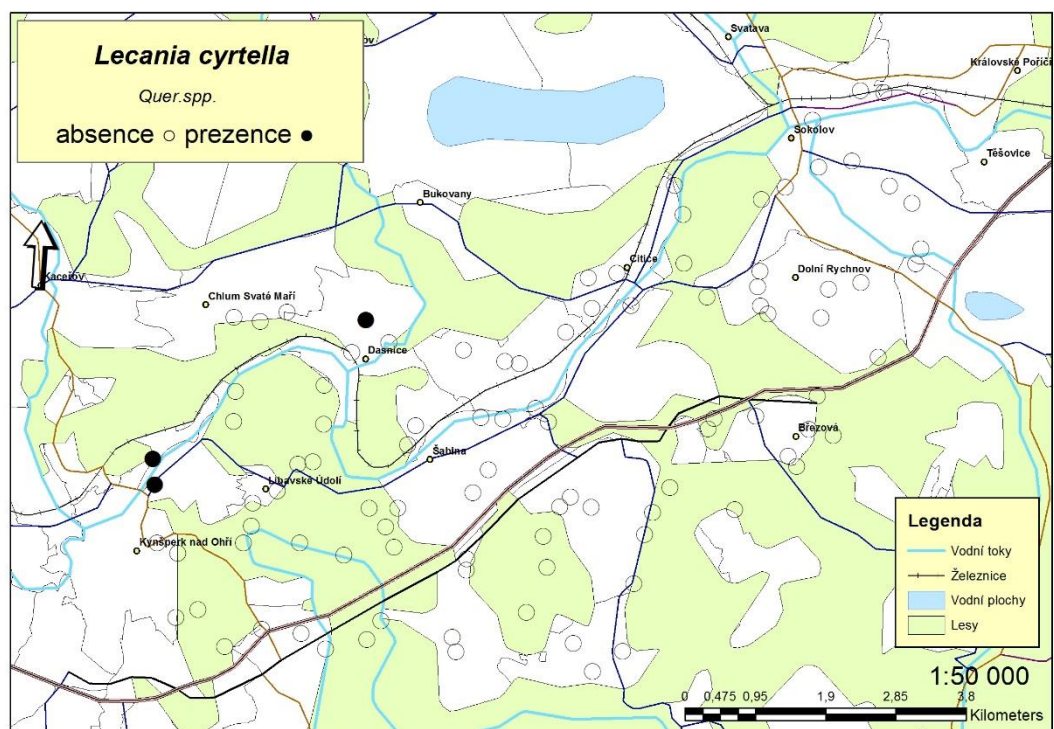 Lecania cyrtella
Quer.spp.
absence ○ prezence ●
Svatava
Královské Poříčí
Sokolov
Těšovice
Bukovany
Citice
Dolní Rychnov
Kaceřov
Chlum Svaté Maří
Dasnice
Březová
Šabina
Libavské Údolí
Kynšperk nad Ohří
Legenda
Vodní toky
Železnice
Vodní plochy
Lesy
1:50 000
0 0,475 0,95 1,9 2,85 3,8
Kilometers